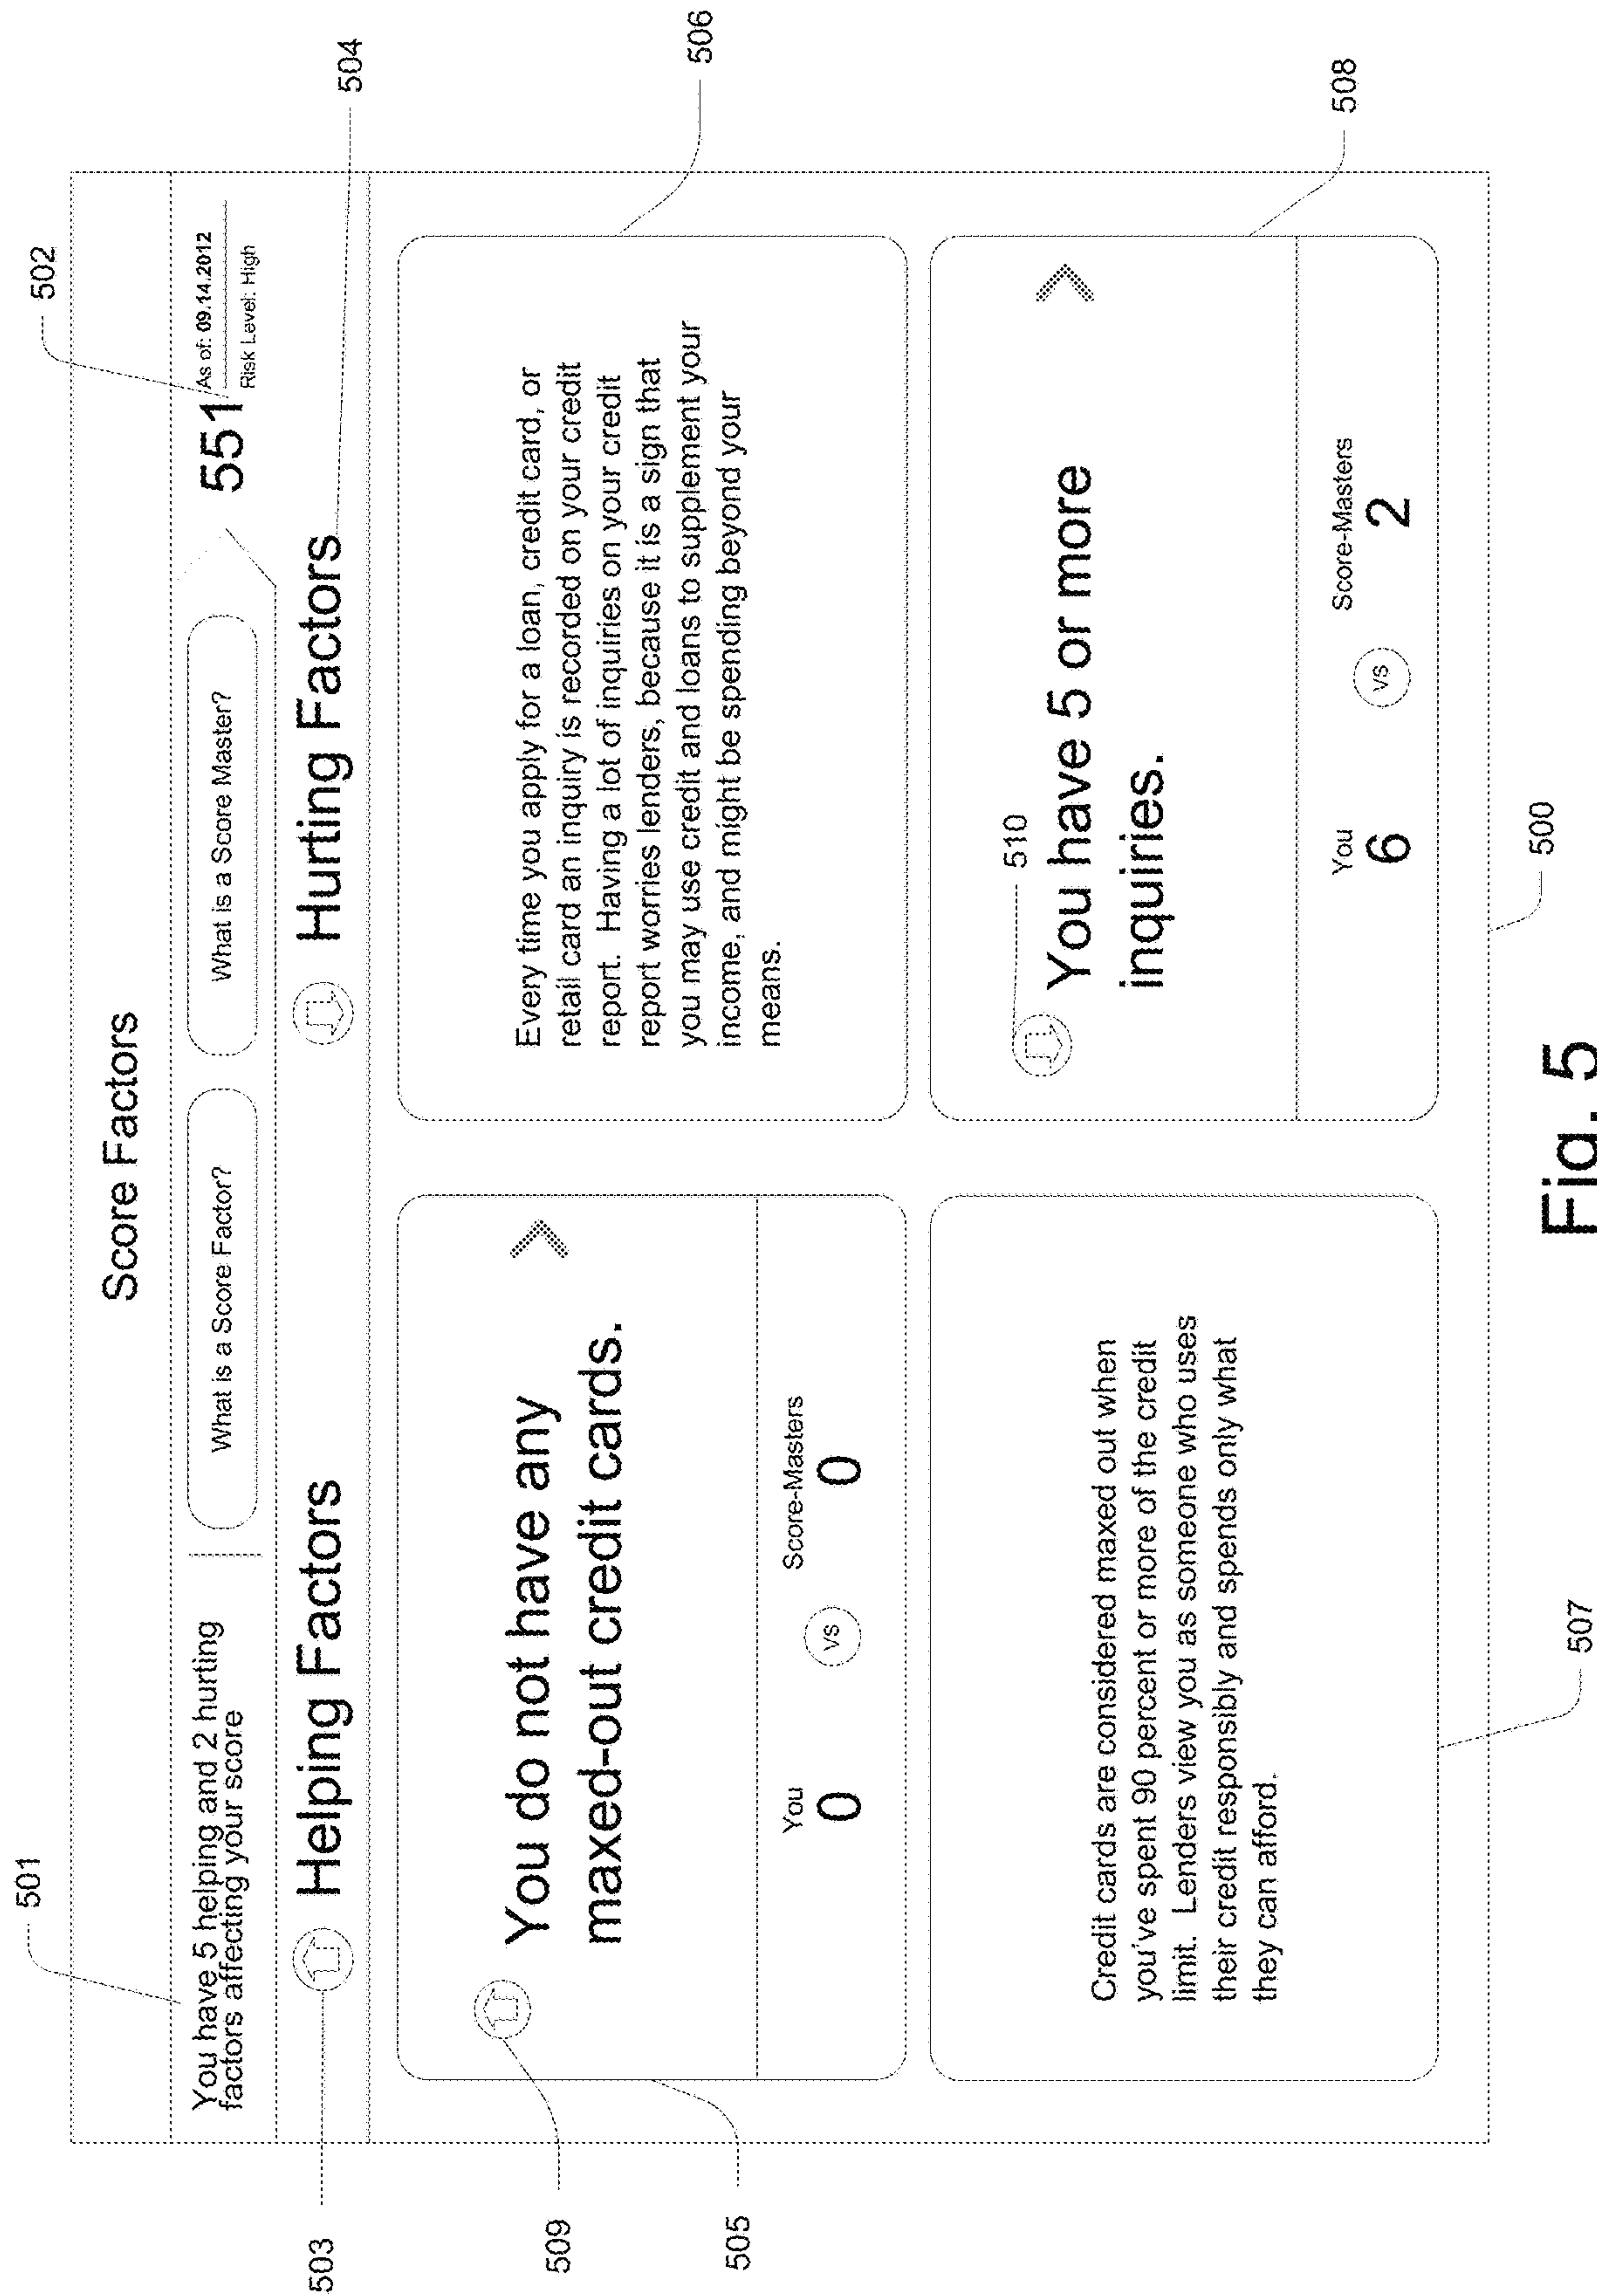 501
502
Score Factors
You have 5 helping and 2 hurting
factors affecting your score
What is a Score Factor?
What is a Score Master?
551
As of: 09.14.2012
Risk Level: High
503
Helping Factors
Hurting Factors
504
509
You do not have any
maxed-out credit cards.
You
0
vs
Score-Masters
0
505
Every time you apply for a loan, credit card, or
retail card an inquiry is recorded on your credit
report. Having a lot of inquiries on your credit
report worries lenders, because it is a sign that
you may use credit and loans to supplement your
income, and might be spending beyond your
means.
506
Credit cards are considered maxed out when
you've spent 90 percent or more of the credit
limit. Lenders view you as someone who uses
their credit responsibly and spends only what
they can afford.
507
510
You have 5 or more
inquiries.
You
6
vs
Score-Masters
2
508
500
Fig. 5